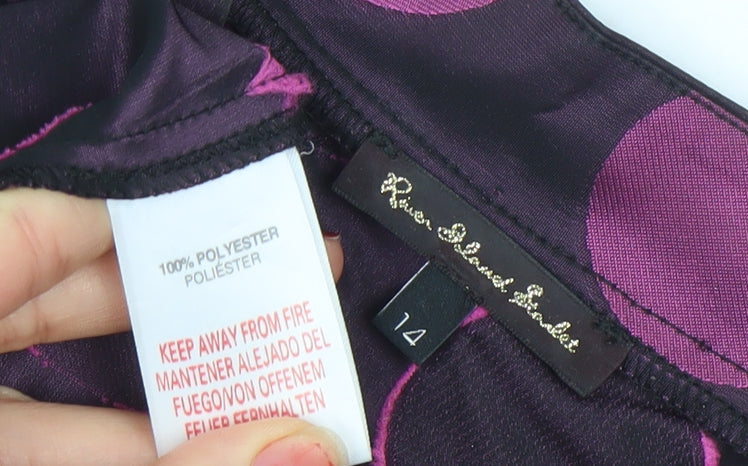 100% POLYESTER
POLIÉSTER
KEEP AWAY FROM FIRE
MANTENER ALEJADO DEL
FUEGO/VON OFFENEM
FEUER FERNHALTEN
River Island Scarlet
14